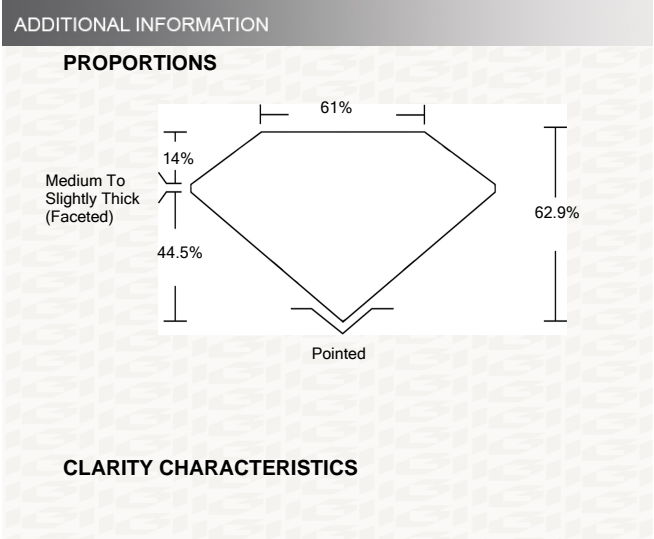 ADDITIONAL INFORMATION
PROPORTIONS
61%
14%
Medium To
Slightly Thick
(Faceted)
62.9%
44.5%
Pointed
CLARITY CHARACTERISTICS